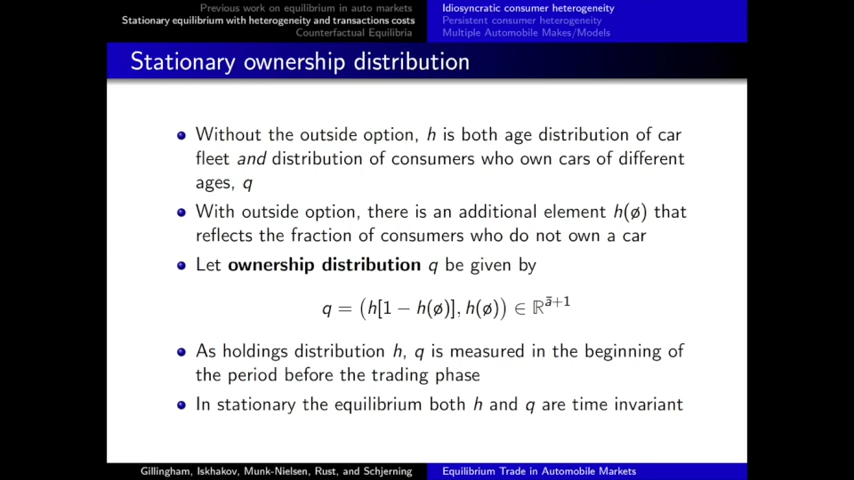 Previous work on equilibrium in auto markets
Stationary equilibrium with heterogeneity and transactions costs
Counterfactual Equilibria
Idiosyncratic consumer heterogeneity
Persistent consumer heterogeneity
Multiple Automobile Makes/Models
Stationary ownership distribution
Without the outside option, h is both age distribution of car
fleet and distribution of consumers who own cars of different
ages, q
With outside option, there is an additional element h(ø) that
reflects the fraction of consumers who do not own a car
Let ownership distribution q be given by
q = (h[1 − h(ø)], h(ø)) ∈ ℝ^{ā+1}
As holdings distribution h, q is measured in the beginning of
the period before the trading phase
In stationary the equilibrium both h and q are time invariant
Gillingham, Iskhakov, Munk-Nielsen, Rust, and Schjerning
Equilibrium Trade in Automobile Markets